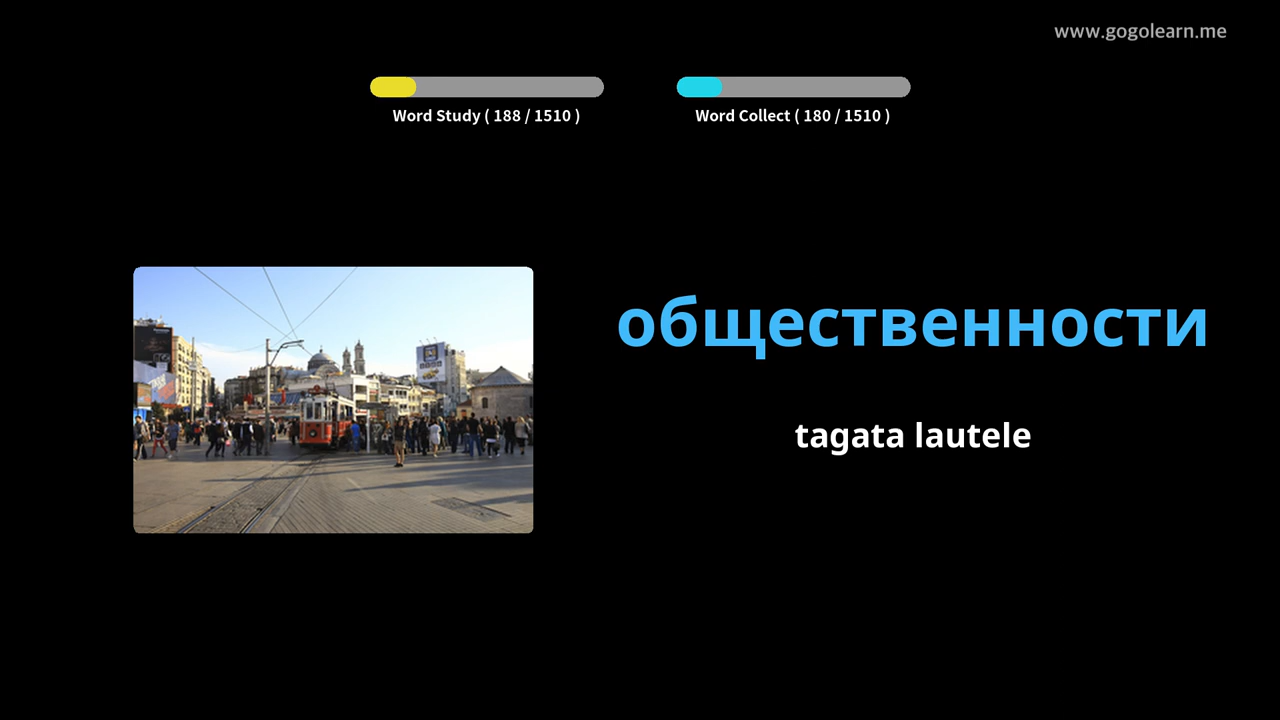 www.gogolearn.me
Word Study ( 188 / 1510 )
Word Collect ( 180 / 1510 )
общественности
tagata lautele